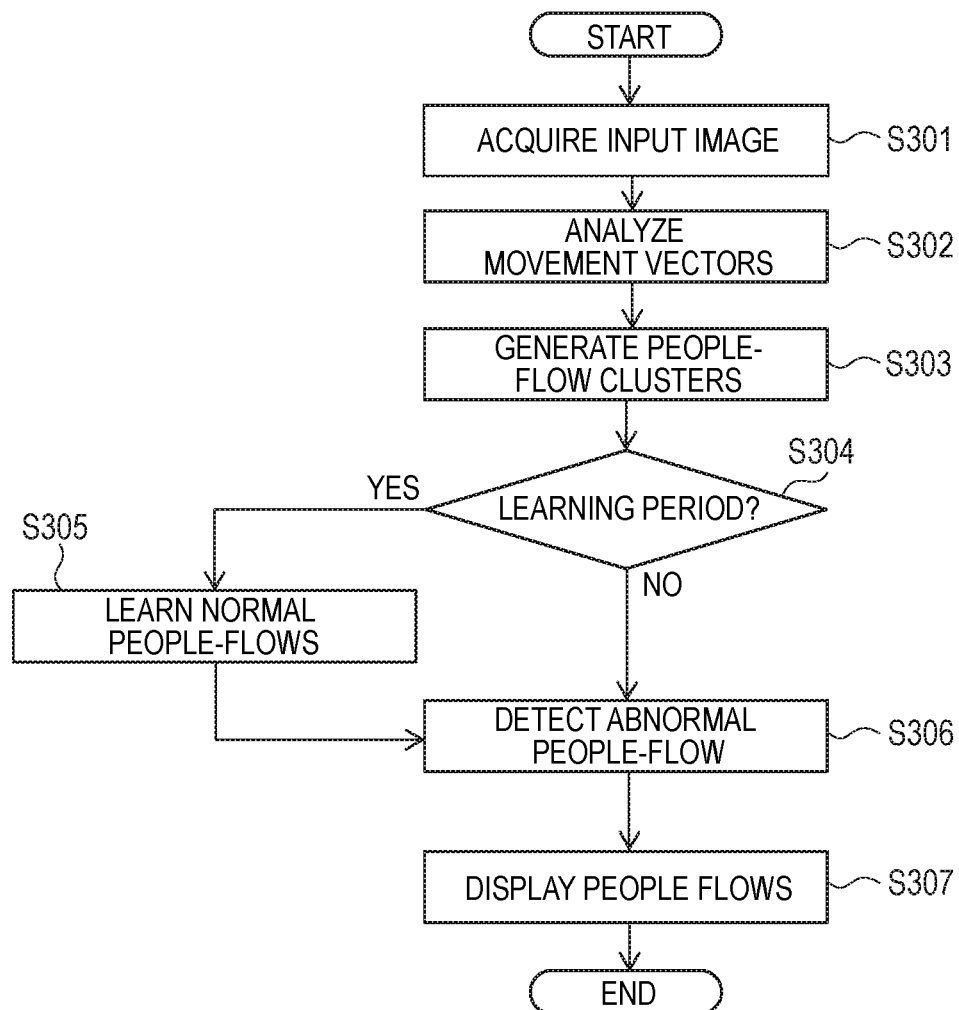 START
ACQUIRE INPUT IMAGE
S301
ANALYZE
MOVEMENT VECTORS
S302
GENERATE PEOPLE-
FLOW CLUSTERS
S303
S304
LEARNING PERIOD?
YES
NO
S305
LEARN NORMAL
PEOPLE-FLOWS
DETECT ABNORMAL
PEOPLE-FLOW
S306
DISPLAY PEOPLE FLOWS
S307
END